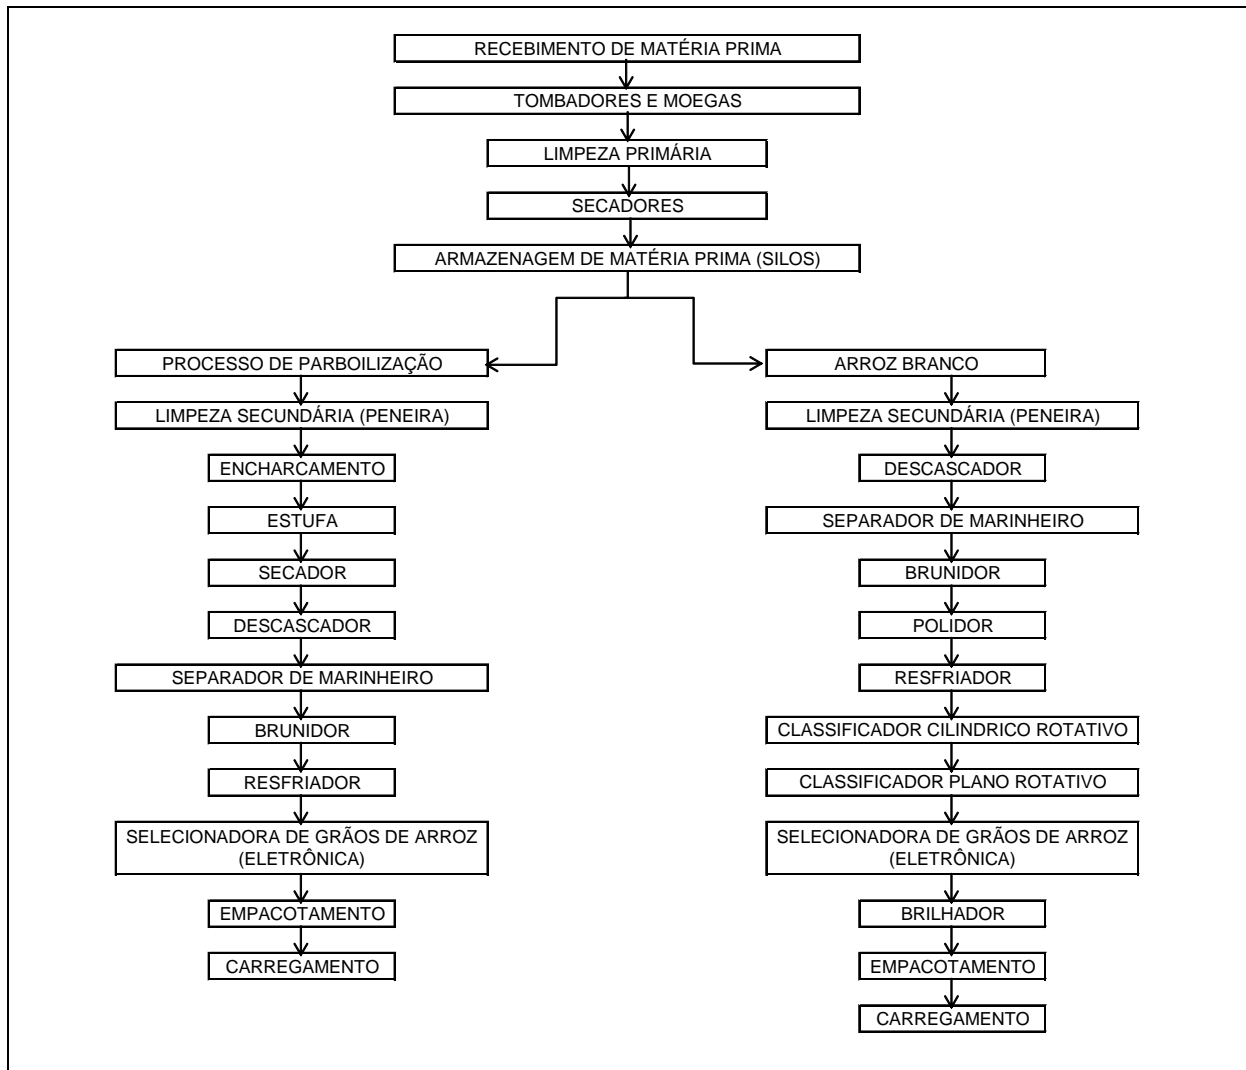 RECEBIMENTO DE MATÉRIA PRIMA
TOMBADORES E MOEGAS
LIMPEZA PRIMÁRIA
SECADORES
ARMAZENAGEM DE MATÉRIA PRIMA (SILOS)
PROCESSO DE PARBOILIZAÇÃO
LIMPEZA SECUNDÁRIA (PENEIRA)
ENCHARCAMENTO
ESTUFA
SECADOR
DESCASCADOR
SEPARADOR DE MARINHEIRO
BRUNIDOR
RESFRIADOR
SELECIONADORA DE GRÃOS DE ARROZ
(ELETRÔNICA)
EMPACOTAMENTO
CARREGAMENTO
ARROZ BRANCO
LIMPEZA SECUNDÁRIA (PENEIRA)
DESCASCADOR
SEPARADOR DE MARINHEIRO
BRUNIDOR
POLIDOR
RESFRIADOR
CLASSIFICADOR CILINDRICO ROTATIVO
CLASSIFICADOR PLANO ROTATIVO
SELECIONADORA DE GRÃOS DE ARROZ
(ELETRÔNICA)
BRILHADOR
EMPACOTAMENTO
CARREGAMENTO